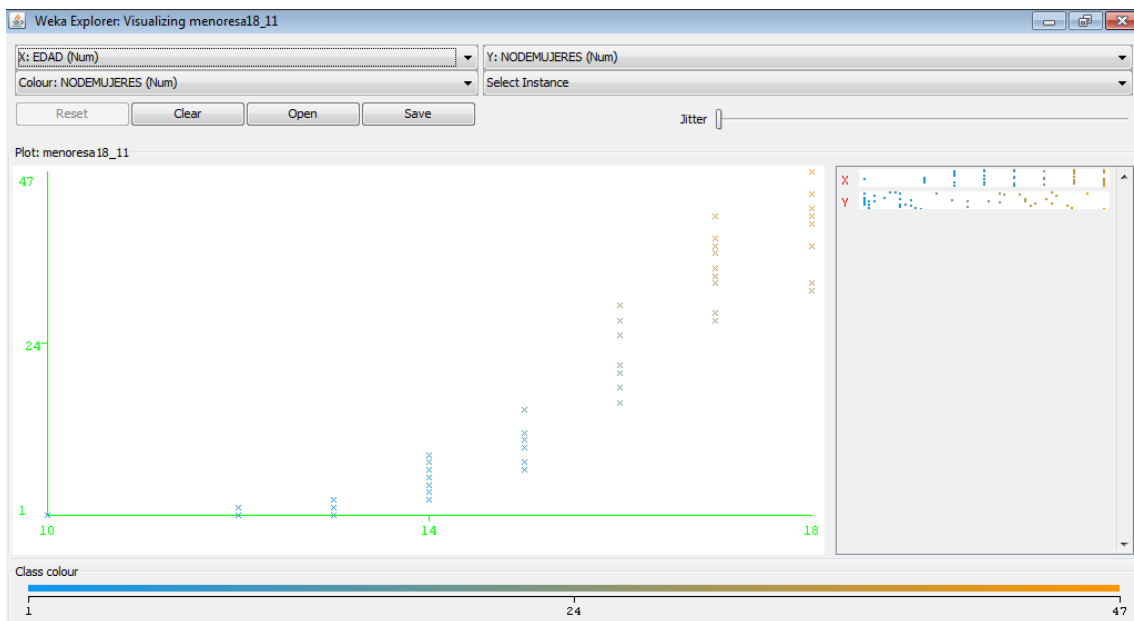 Weka Explorer: Visualizing menoresa18_11
X: EDAD (Num) Y: NODEMUJERES (Num)
Colour: NODEMUJERES (Num) Select Instance
Reset Clear Open Save Jitter
Plot: menoresa18_11
47
24
1
10 14 18
X
Y
Class colour
1 24 47